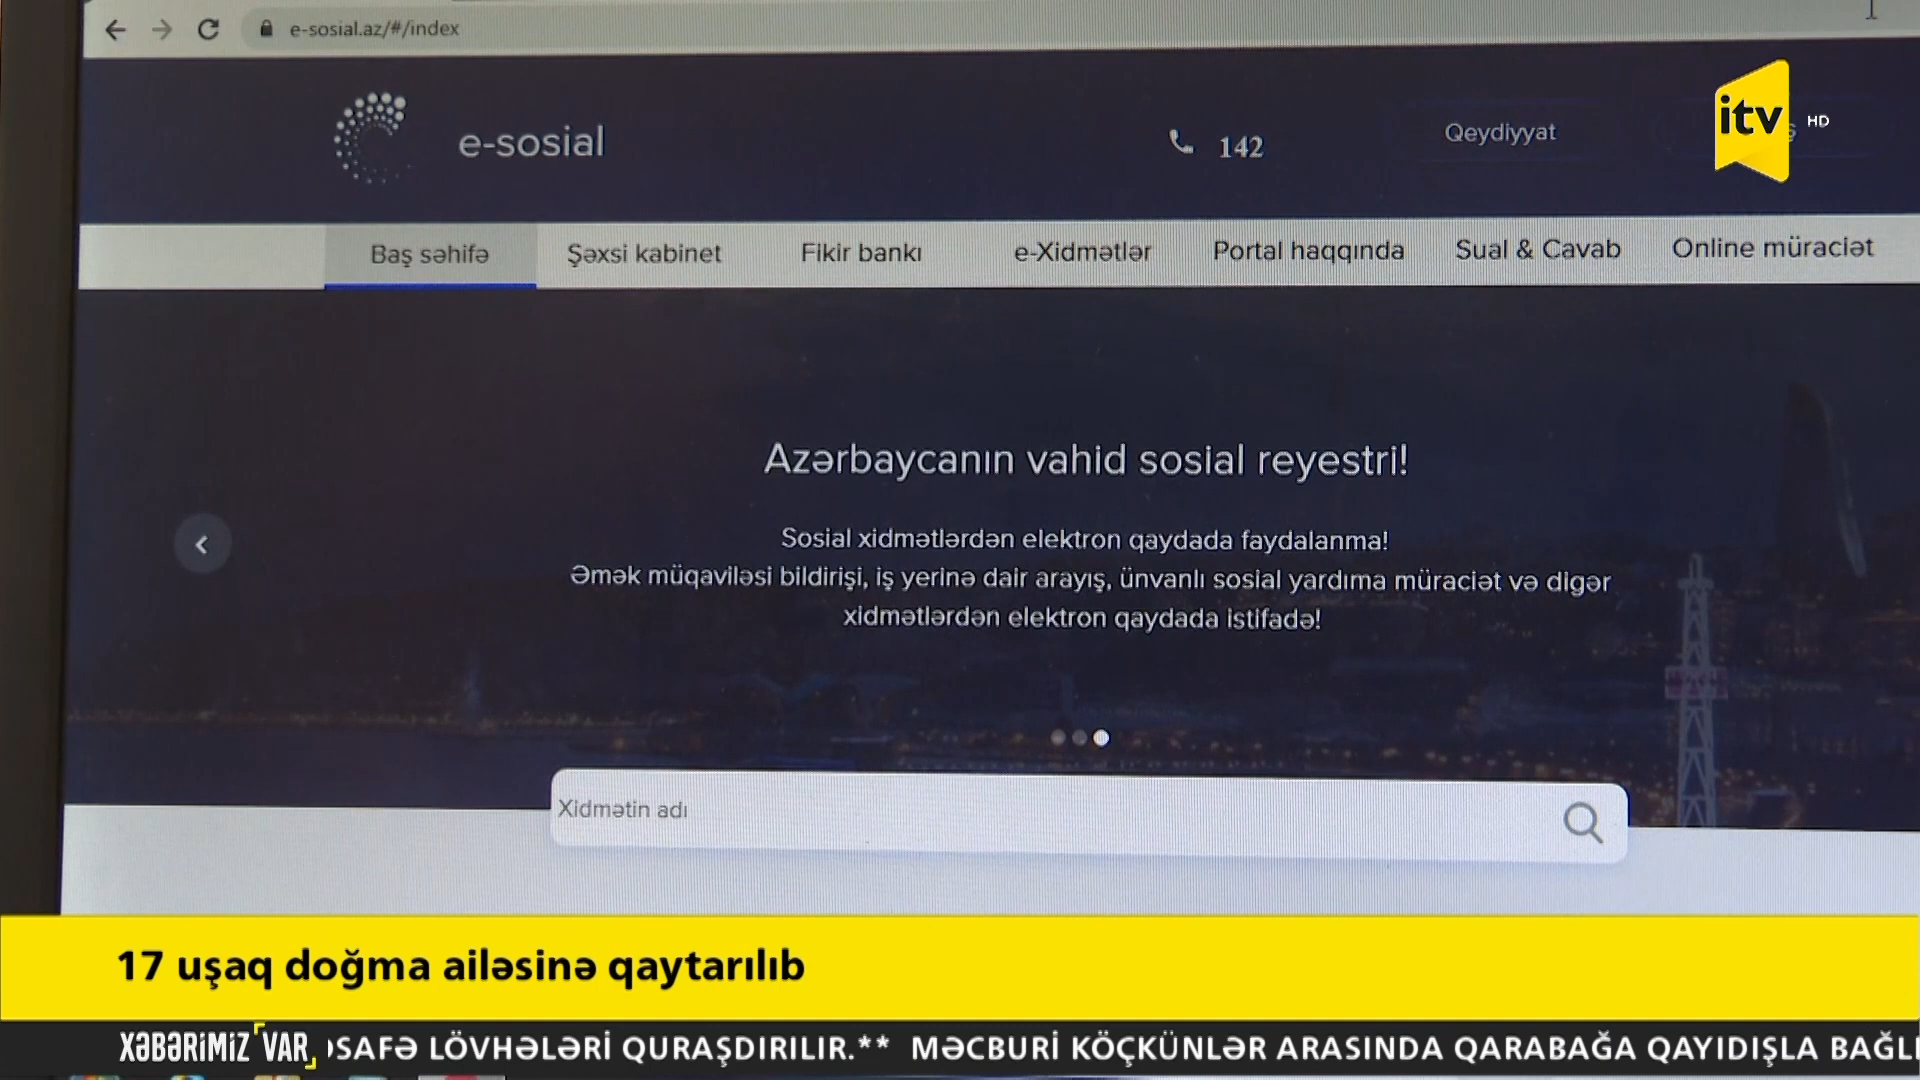 e-sosial.az/#/index
e-sosial
142
Qeydiyyat
itv HD
Baş səhifə Şəxsi kabinet Fikir bankı e-Xidmətlər Portal haqqında Sual & Cavab Online müraciət
Azərbaycanın vahid sosial reyestri!
Sosial xidmətlərdən elektron qaydada faydalanma!
Əmək müqaviləsi bildirişi, iş yerinə dair arayış, ünvanlı sosial yardıma müraciət və digər
xidmətlərdən elektron qaydada istifadə!
Xidmətin adı
17 uşaq doğma ailəsinə qaytarılıb
XƏBƏRİMİZ VAR LÖVHƏLƏRİ QURAŞDIRILIR.** MƏCBURİ KÖÇKÜNLƏR ARASINDA QARABAĞA QAYIDIŞLA